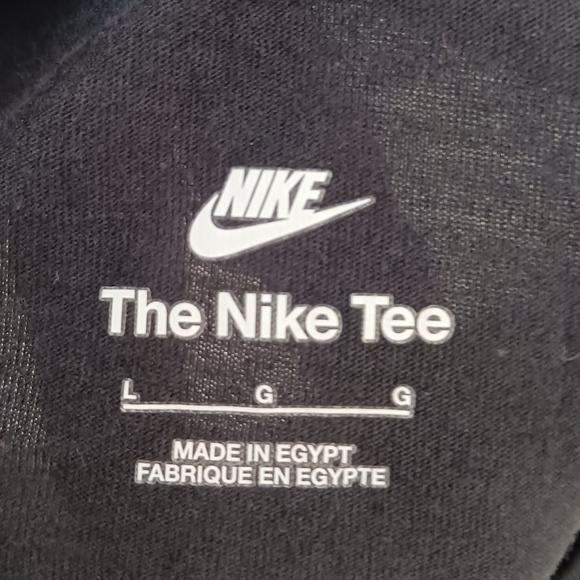 NIKE
The Nike Tee
L G G
MADE IN EGYPT
FABRIQUE EN EGYPTE